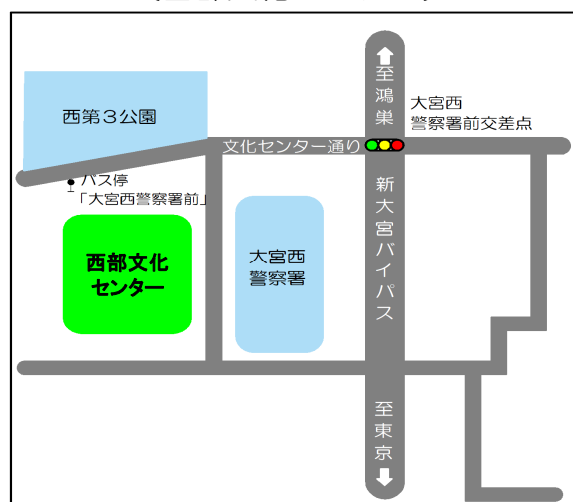 至鴻巣
大宮西
警察署前交差点
西第3公園
文化センター通り
バス停
「大宮西警察署前」
新大宮バイパス
西部文化
センター
大宮西
警察署
至東京